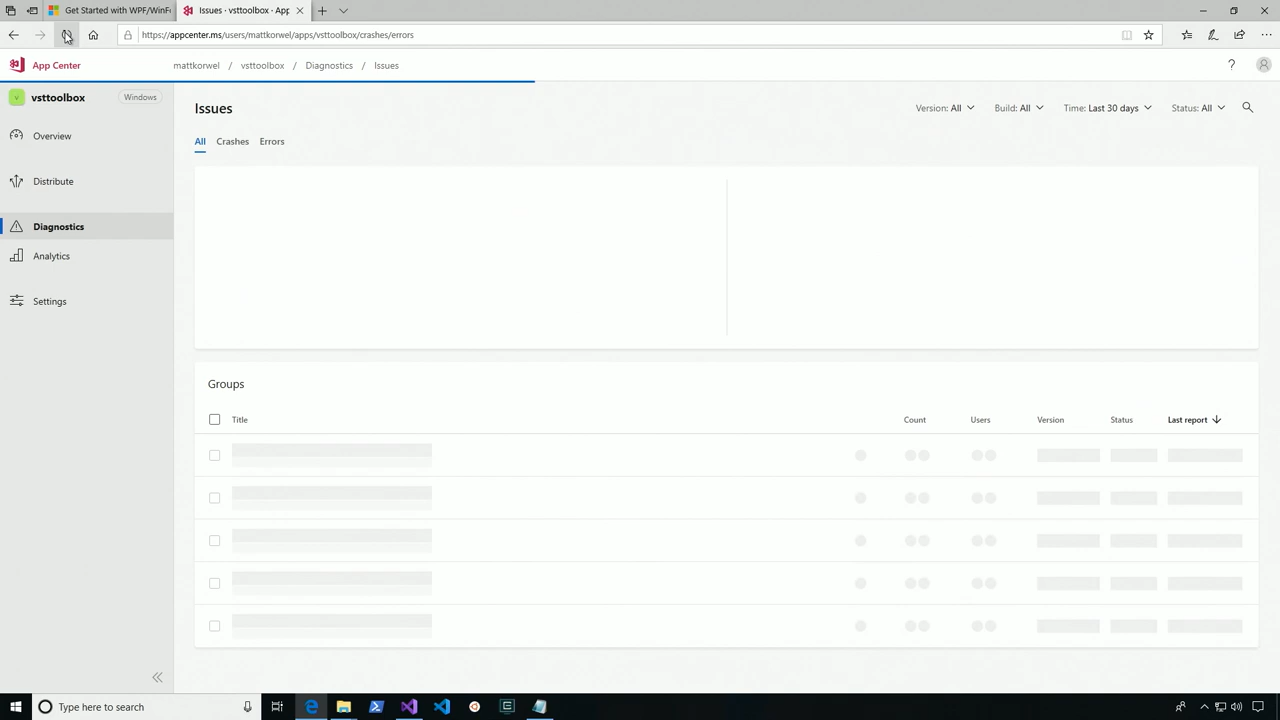 Get Started with WPF/WinF
Issues · vsttoolbox · App
https://appcenter.ms/users/mattkorwel/apps/vsttoolbox/crashes/errors
App Center
mattkorwel / vsttoolbox / Diagnostics / Issues
?
v vsttoolbox Windows
Overview
Distribute
Diagnostics
Analytics
Settings
Issues
Version: All Build: All Time: Last 30 days Status: All
All Crashes Errors
Groups
Title Count Users Version Status Last report
Type here to search